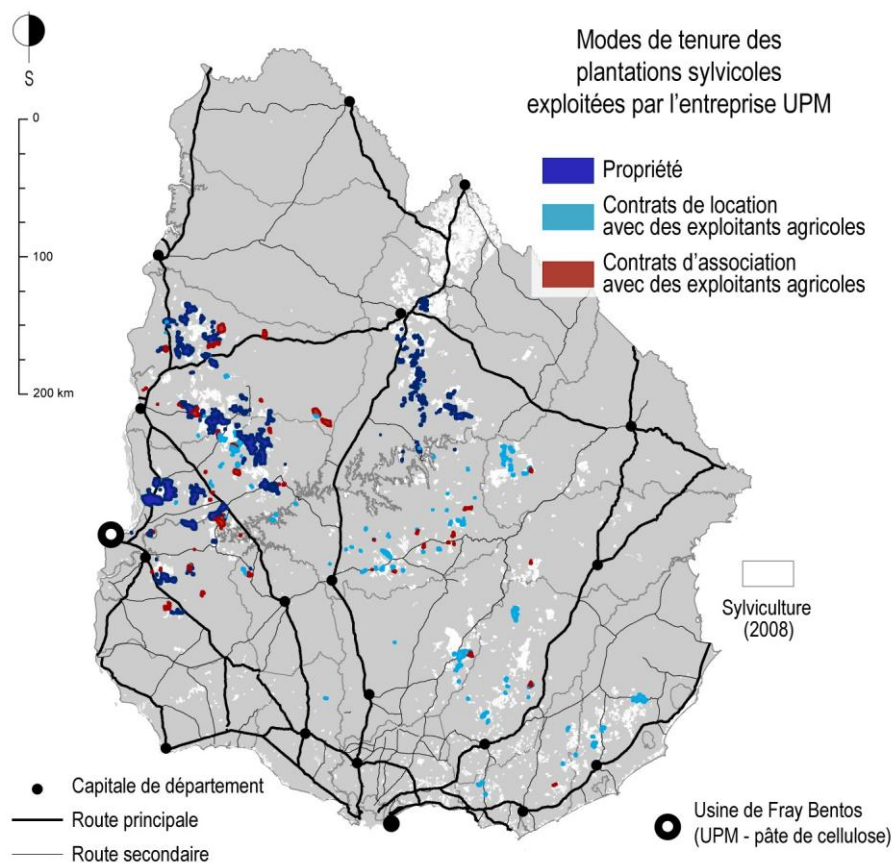 S
0
100
200 km
Modes de tenure des
plantations sylvicoles
exploitées par l'entreprise UPM
Propriété
Contrats de location
avec des exploitants agricoles
Contrats d'association
avec des exploitants agricoles
Sylviculture
(2008)
Capitale de département
Route principale
Route secondaire
Usine de Fray Bentos
(UPM - pâte de cellulose)